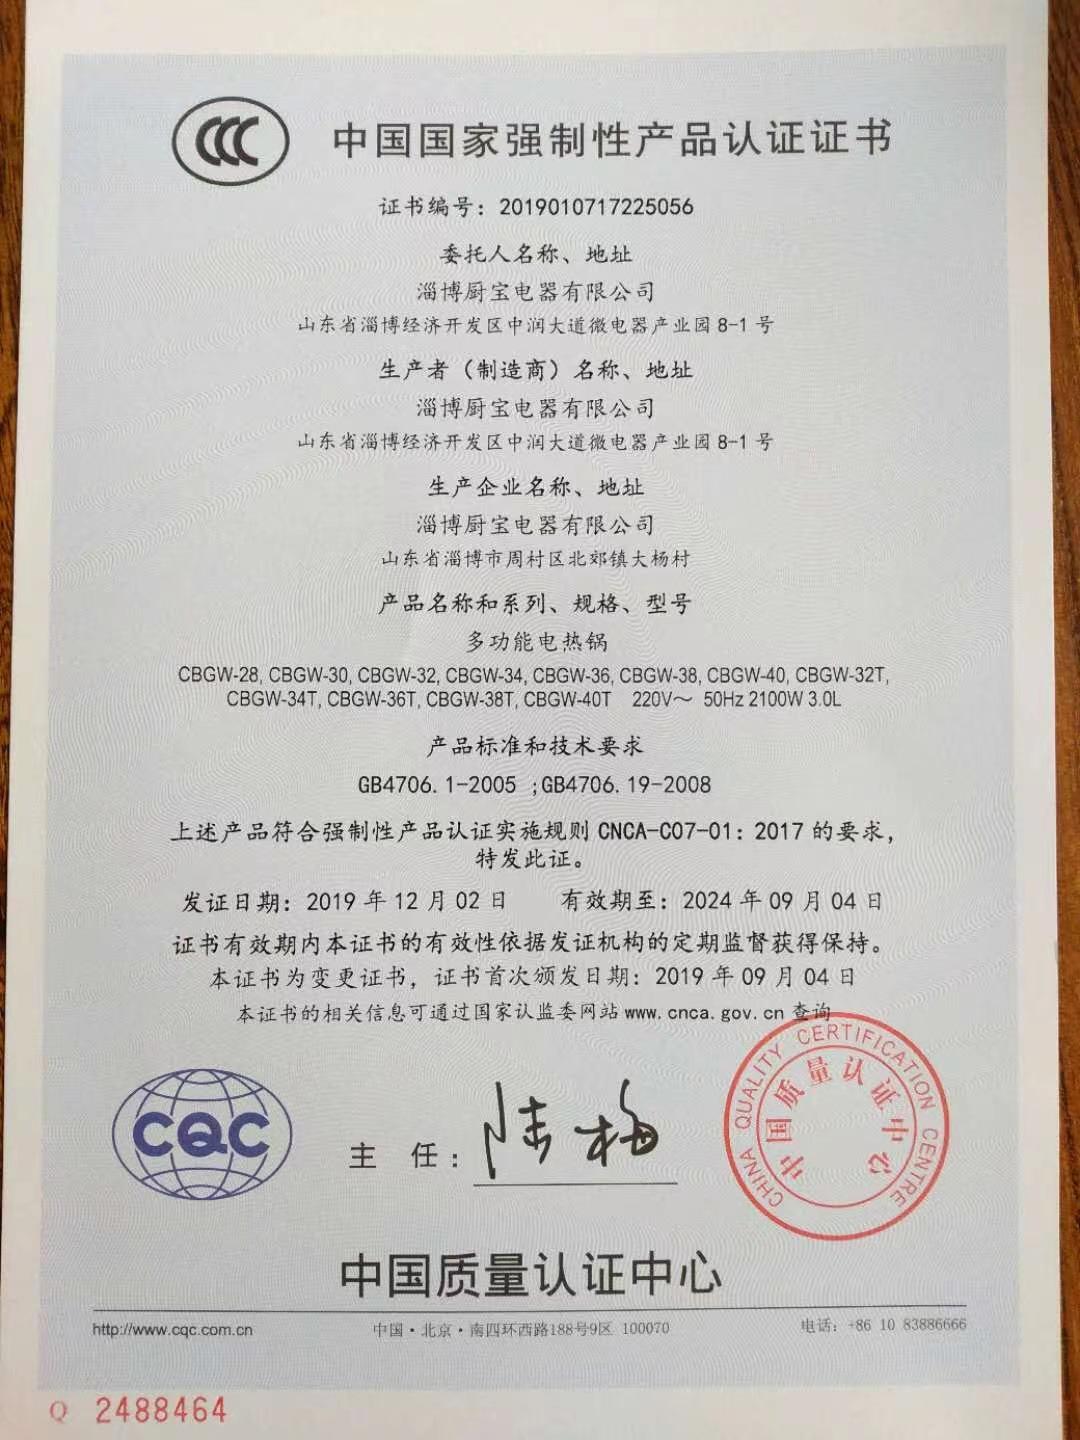 中国国家强制性产品认证证书
证书编号：2019010717225056
委托人名称、地址
淄博厨宝电器有限公司
山东省淄博经济开发区中润大道微电器产业园 8-1 号
生产者（制造商）名称、地址
淄博厨宝电器有限公司
山东省淄博经济开发区中润大道微电器产业园 8-1 号
生产企业名称、地址
淄博厨宝电器有限公司
山东省淄博市周村区北郊镇大杨村
产品名称和系列、规格、型号
多功能电热锅
CBGW-28, CBGW-30, CBGW-32, CBGW-34, CBGW-36, CBGW-38, CBGW-40, CBGW-32T,
CBGW-34T, CBGW-36T, CBGW-38T, CBGW-40T 220V～ 50Hz 2100W 3.0L
产品标准和技术要求
GB4706.1-2005 ;GB4706.19-2008
上述产品符合强制性产品认证实施规则 CNCA-C07-01：2017 的要求，
特发此证。
发证日期：2019 年 12 月 02 日 有效期至：2024 年 09 月 04 日
证书有效期内本证书的有效性依据发证机构的定期监督获得保持。
本证书为变更证书，证书首次颁发日期：2019 年 09 月 04 日
本证书的相关信息可通过国家认监委网站 www.cnca.gov.cn 查询
CHINA QUALITY CERTIFICATION CENTRE
中国质量认证中心
CQC
主 任：陆梅
中国质量认证中心
http://www.cqc.com.cn 中国·北京·南四环西路188号9区 100070 电话：+86 10 83886666
Q 2488464